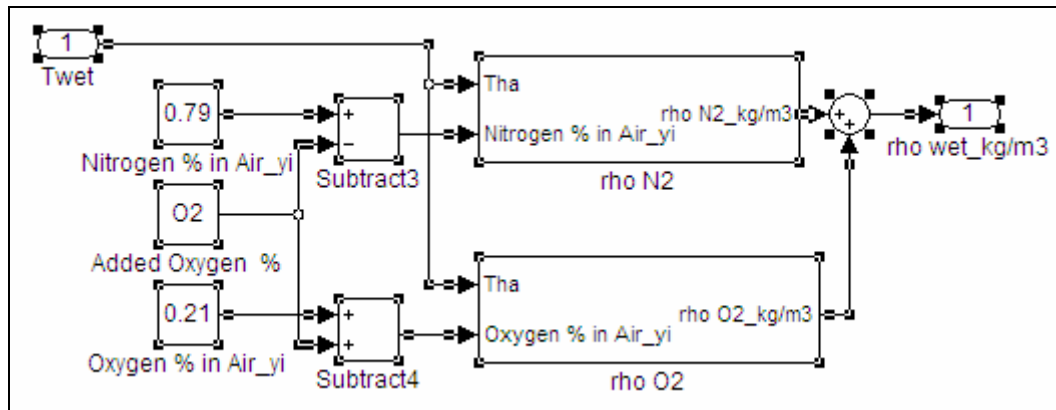 1
Twet
0.79
Nitrogen % in Air_yi
+
−
Subtract3
O2
Added Oxygen %
0.21
Oxygen % in Air_yi
+
+
Subtract4
Tha
Nitrogen % in Air_yi
rho N2_kg/m3
rho N2
Tha
Oxygen % in Air_yi
rho O2_kg/m3
rho O2
+
+
1
rho wet_kg/m3